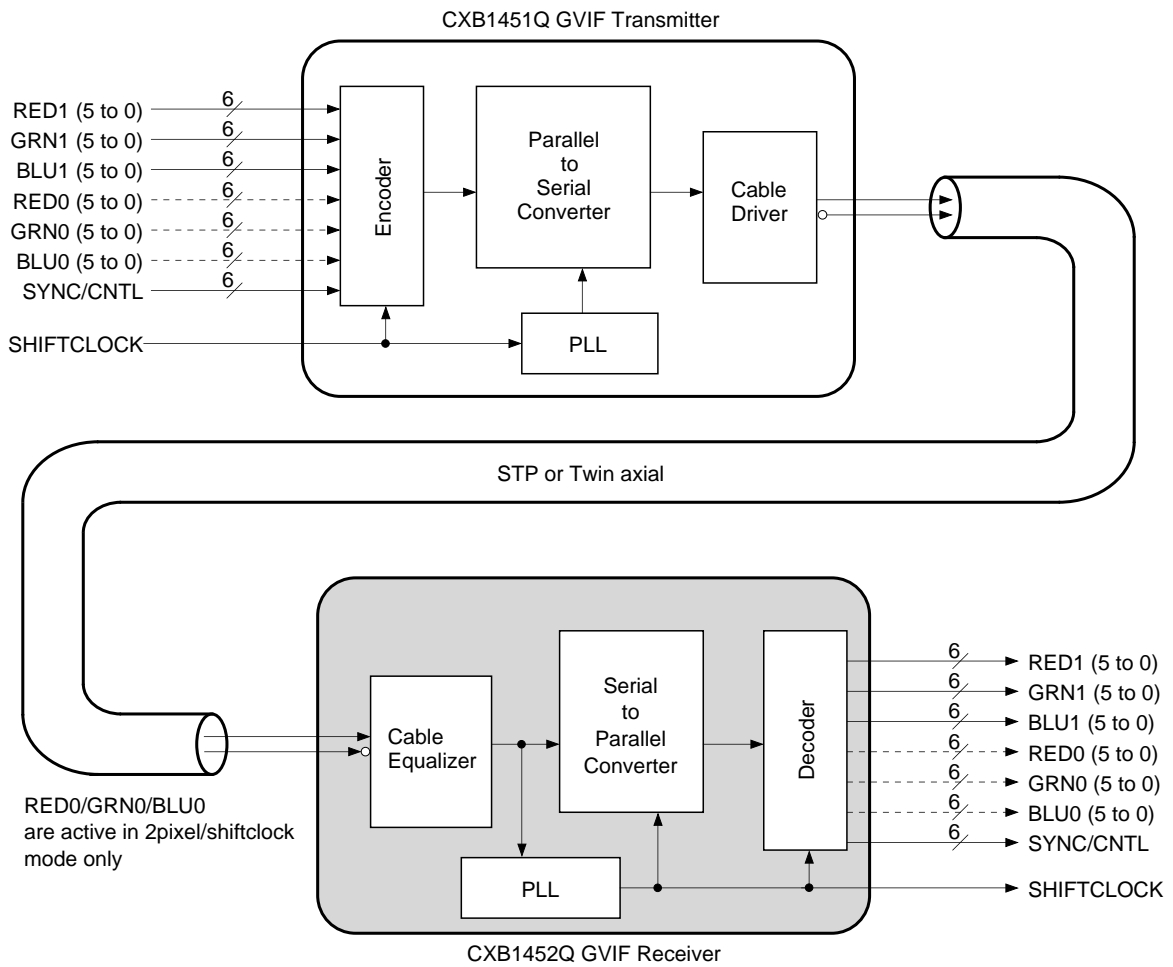 CXB1451Q GVIF Transmitter
6
RED1 (5 to 0)
6
GRN1 (5 to 0)
6
BLU1 (5 to 0)
6
RED0 (5 to 0)
6
GRN0 (5 to 0)
6
BLU0 (5 to 0)
6
SYNC/CNTL
SHIFTCLOCK
Encoder
Parallel
to
Serial
Converter
PLL
Cable
Driver
STP or Twin axial
RED0/GRN0/BLU0
are active in 2pixel/shiftclock
mode only
Cable
Equalizer
PLL
Serial
to
Parallel
Converter
Decoder
6
RED1 (5 to 0)
6
GRN1 (5 to 0)
6
BLU1 (5 to 0)
6
RED0 (5 to 0)
6
GRN0 (5 to 0)
6
BLU0 (5 to 0)
6
SYNC/CNTL
SHIFTCLOCK
CXB1452Q GVIF Receiver